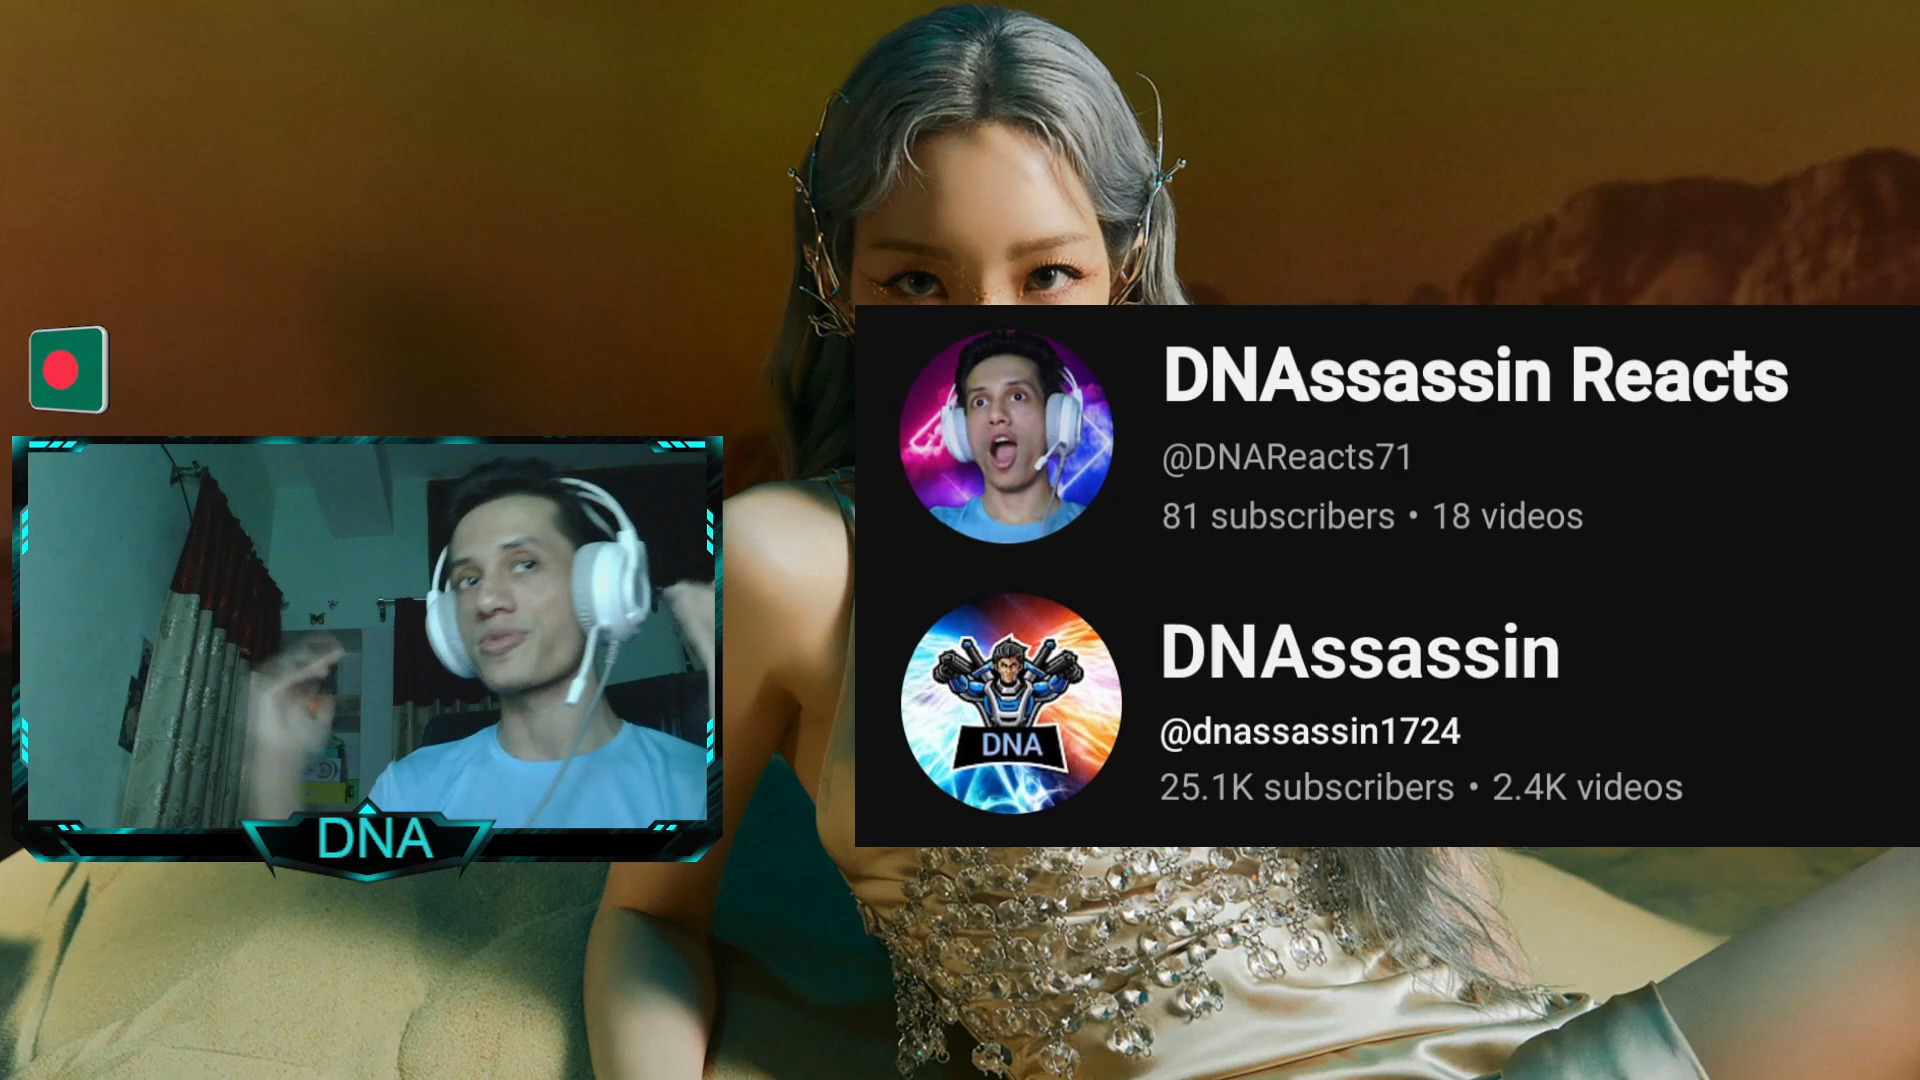 DNAssassin Reacts
@DNAReacts71
81 subscribers • 18 videos
DNAssassin
@dnassassin1724
25.1K subscribers • 2.4K videos
DNA
DNA